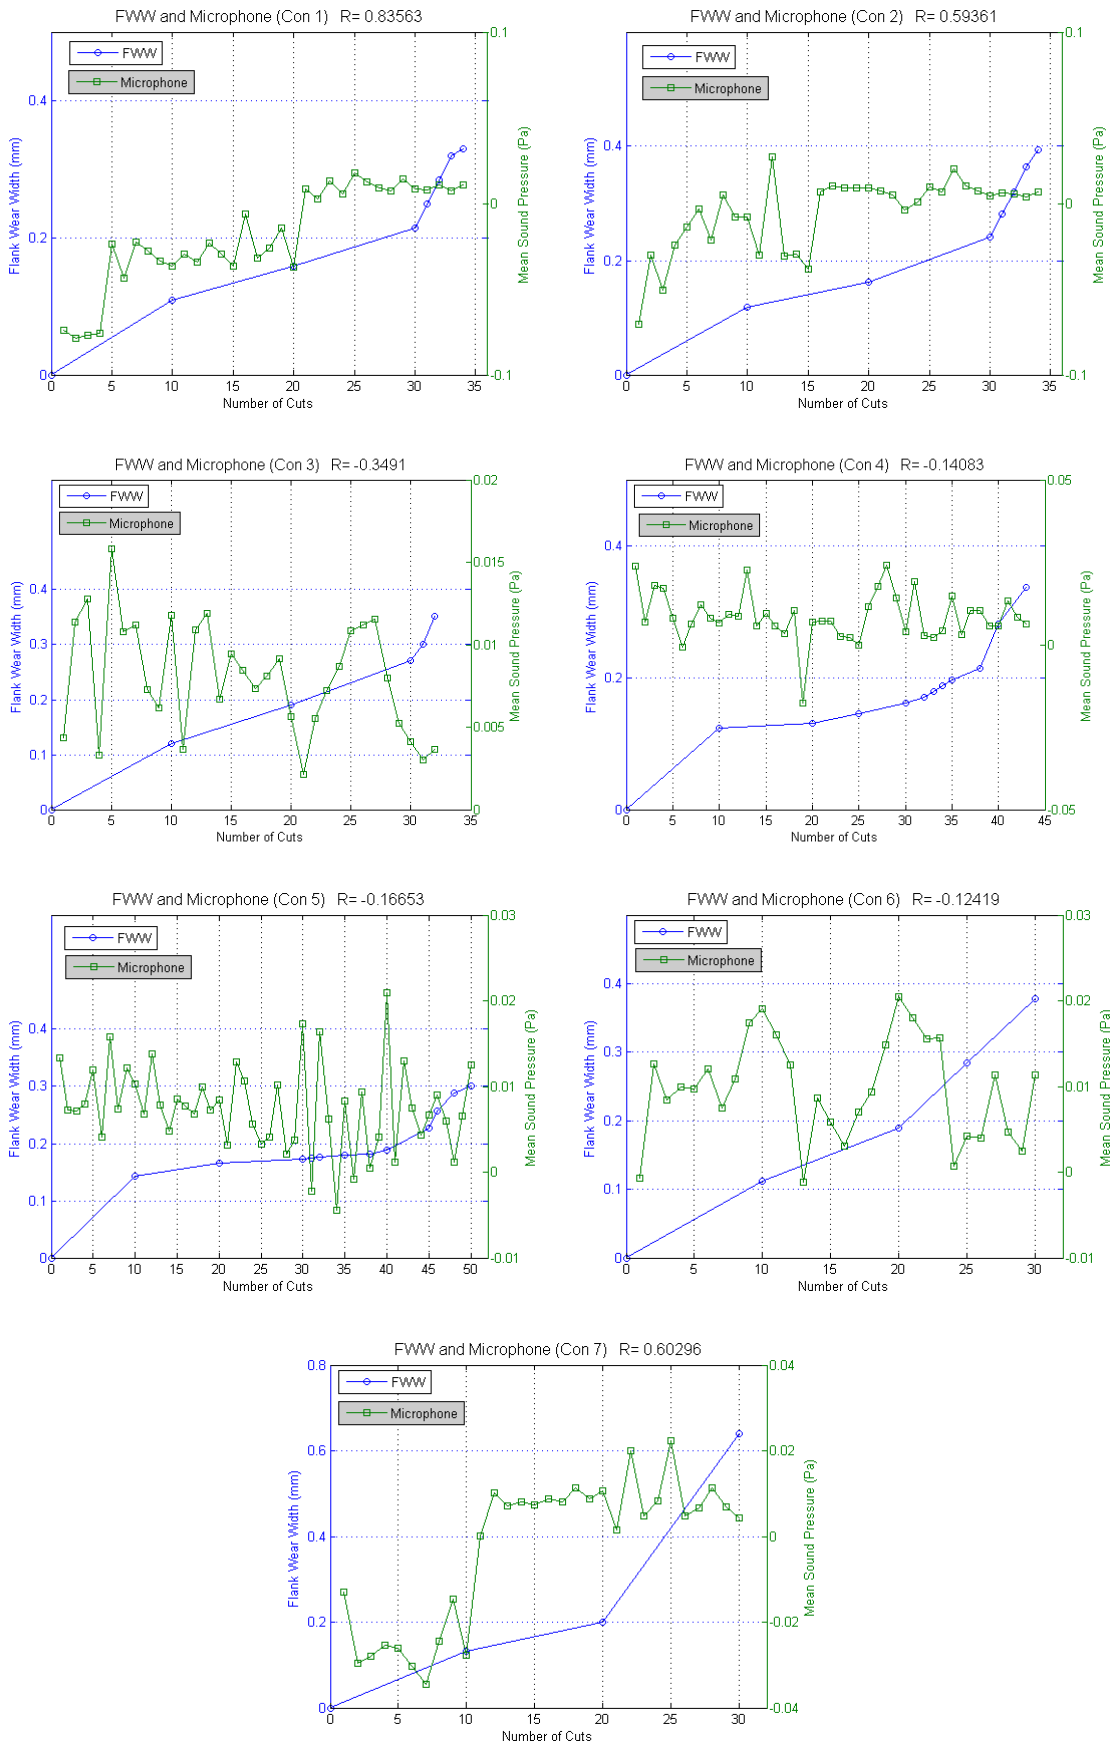 FWW and Microphone (Con 1) R= 0.83563
FWW
Microphone
Flank Wear Width (mm)
0.4
0.2
0
0.1
0
-0.1
Mean Sound Pressure (Pa)
0 5 10 15 20 25 30 35
Number of Cuts
FWW and Microphone (Con 2) R= 0.59361
FWW
Microphone
Flank Wear Width (mm)
0.4
0.2
0
0.1
0
-0.1
Mean Sound Pressure (Pa)
0 5 10 15 20 25 30 35
Number of Cuts
FWW and Microphone (Con 3) R= -0.3491
FWW
Microphone
Flank Wear Width (mm)
0.4
0.3
0.2
0.1
0
0.02
0.015
0.01
0.005
0
Mean Sound Pressure (Pa)
0 5 10 15 20 25 30 35
Number of Cuts
FWW and Microphone (Con 4) R= -0.14083
FWW
Microphone
Flank Wear Width (mm)
0.4
0.2
0
0.05
0
-0.05
Mean Sound Pressure (Pa)
0 5 10 15 20 25 30 35 40 45
Number of Cuts
FWW and Microphone (Con 5) R= -0.16653
FWW
Microphone
Flank Wear Width (mm)
0.4
0.3
0.2
0.1
0
0.03
0.02
0.01
0
-0.01
Mean Sound Pressure (Pa)
0 5 10 15 20 25 30 35 40 45 50
Number of Cuts
FWW and Microphone (Con 6) R= -0.12419
FWW
Microphone
Flank Wear Width (mm)
0.4
0.3
0.2
0.1
0
0.03
0.02
0.01
0
-0.01
Mean Sound Pressure (Pa)
0 5 10 15 20 25 30
Number of Cuts
FWW and Microphone (Con 7) R= 0.60296
FWW
Microphone
Flank Wear Width (mm)
0.8
0.6
0.4
0.2
0
0.04
0.02
0
-0.02
-0.04
Mean Sound Pressure (Pa)
0 5 10 15 20 25 30
Number of Cuts